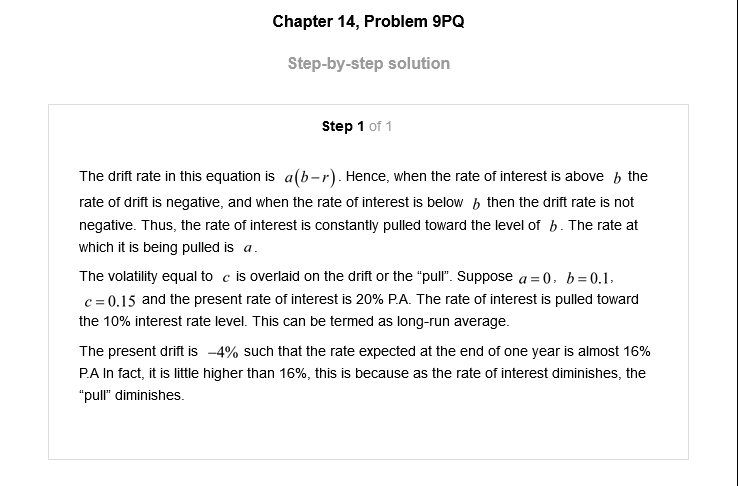 Chapter 14, Problem 9PQ
Step-by-step solution
Step 1 of 1
The drift rate in this equation is a(b−r). Hence, when the rate of interest is above b the
rate of drift is negative, and when the rate of interest is below b then the drift rate is not
negative. Thus, the rate of interest is constantly pulled toward the level of b. The rate at
which it is being pulled is a.
The volatility equal to c is overlaid on the drift or the “pull”. Suppose a=0, b=0.1,
c=0.15 and the present rate of interest is 20% P.A. The rate of interest is pulled toward
the 10% interest rate level. This can be termed as long-run average.
The present drift is −4% such that the rate expected at the end of one year is almost 16%
P.A In fact, it is little higher than 16%, this is because as the rate of interest diminishes, the
“pull” diminishes.